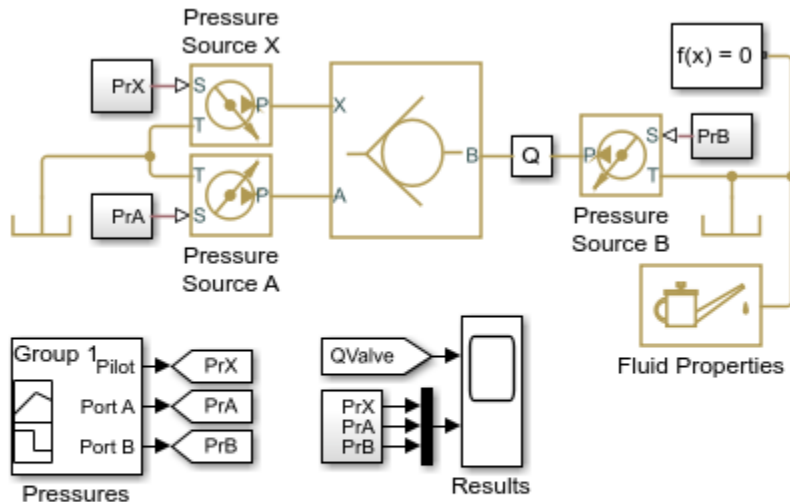 Pressure
Source X
PrX
S
P
T
X
f(x) = 0
B
Q
P
S
T
PrB
T
P
S
A
PrA
Pressure
Source A
Pressure
Source B
Fluid Properties
Group 1
Pilot
PrX
Port A
PrA
Port B
PrB
Pressures
QValve
PrX
PrA
PrB
Results